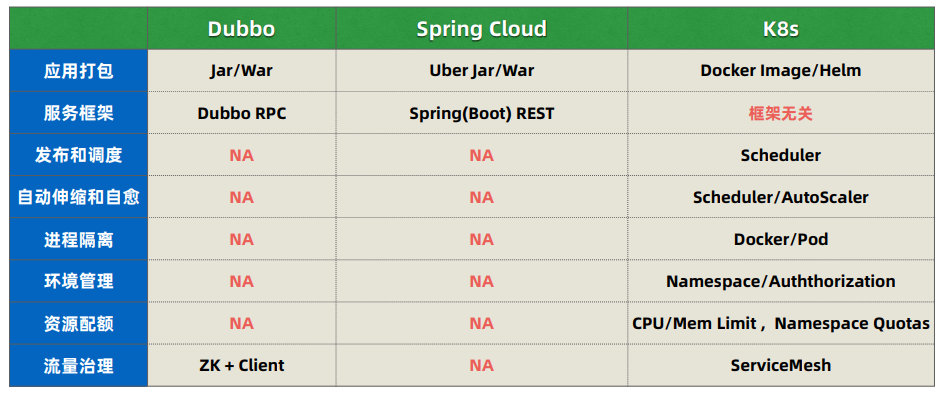 Dubbo Spring Cloud K8s
应用打包 Jar/War Uber Jar/War Docker Image/Helm
服务框架 Dubbo RPC Spring(Boot) REST 框架无关
发布和调度 NA NA Scheduler
自动伸缩和自愈 NA NA Scheduler/AutoScaler
进程隔离 NA NA Docker/Pod
环境管理 NA NA Namespace/Auththorization
资源配额 NA NA CPU/Mem Limit , Namespace Quotas
流量治理 ZK + Client NA ServiceMesh